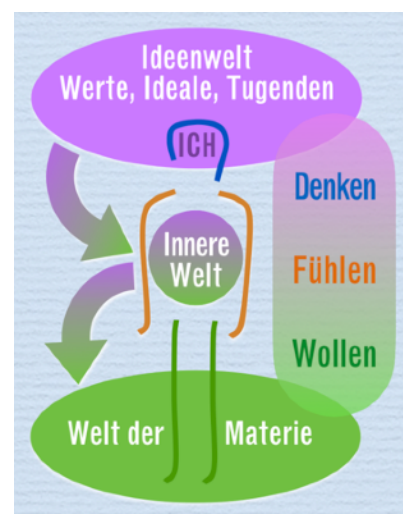 Ideenwelt
Werte, Ideale, Tugenden
ICH
Denken
Innere
Welt
Fühlen
Wollen
Welt der Materie